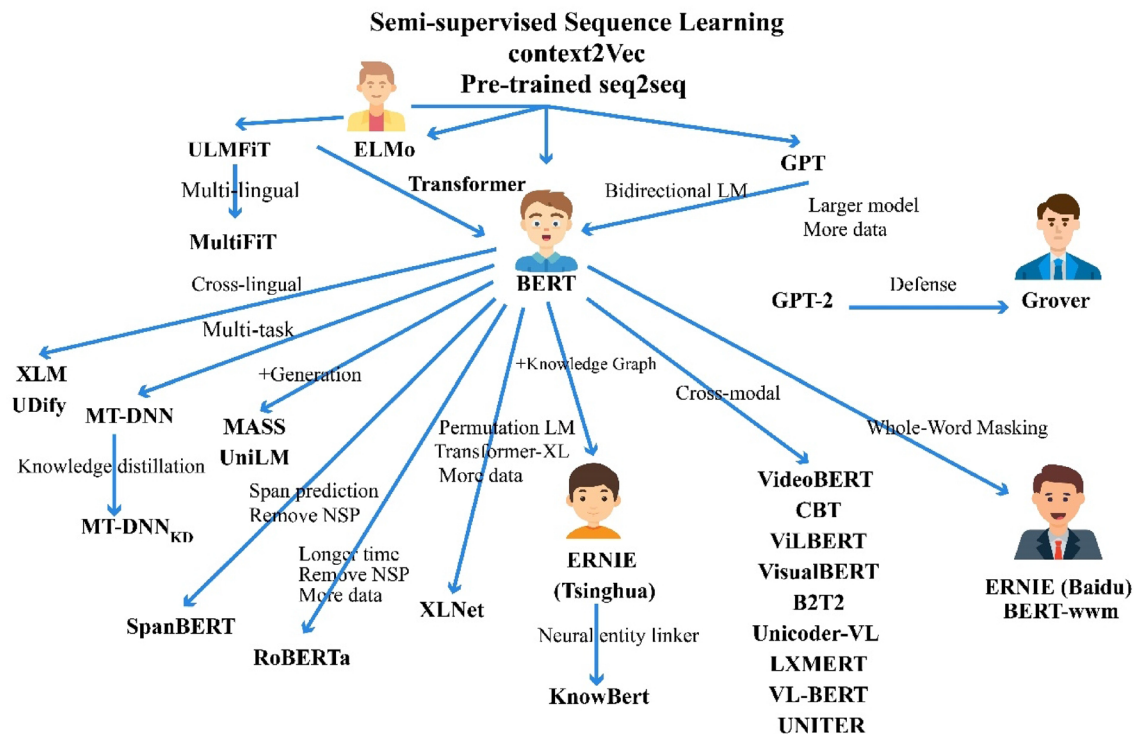 Semi-supervised Sequence Learning
context2Vec
Pre-trained seq2seq
ULMFiT
ELMo
GPT
Multi-lingual
Transformer
Bidirectional LM
Larger model
More data
MultiFiT
BERT
Cross-lingual
GPT-2
Defense
Grover
Multi-task
+Knowledge Graph
XLM
UDify
+Generation
Cross-modal
MT-DNN
MASS
UniLM
Permutation LM
Transformer-XL
More data
Whole-Word Masking
Knowledge distillation
Span prediction
Remove NSP
MT-DNN KD
Longer time
Remove NSP
More data
VideoBERT
CBT
ViLBERT
VisualBERT
B2T2
Unicoder-VL
LXMERT
VL-BERT
UNITER
ERNIE
(Tsinghua)
ERNIE (Baidu)
BERT-wwm
SpanBERT
RoBERTa
XLNet
Neural entity linker
KnowBert